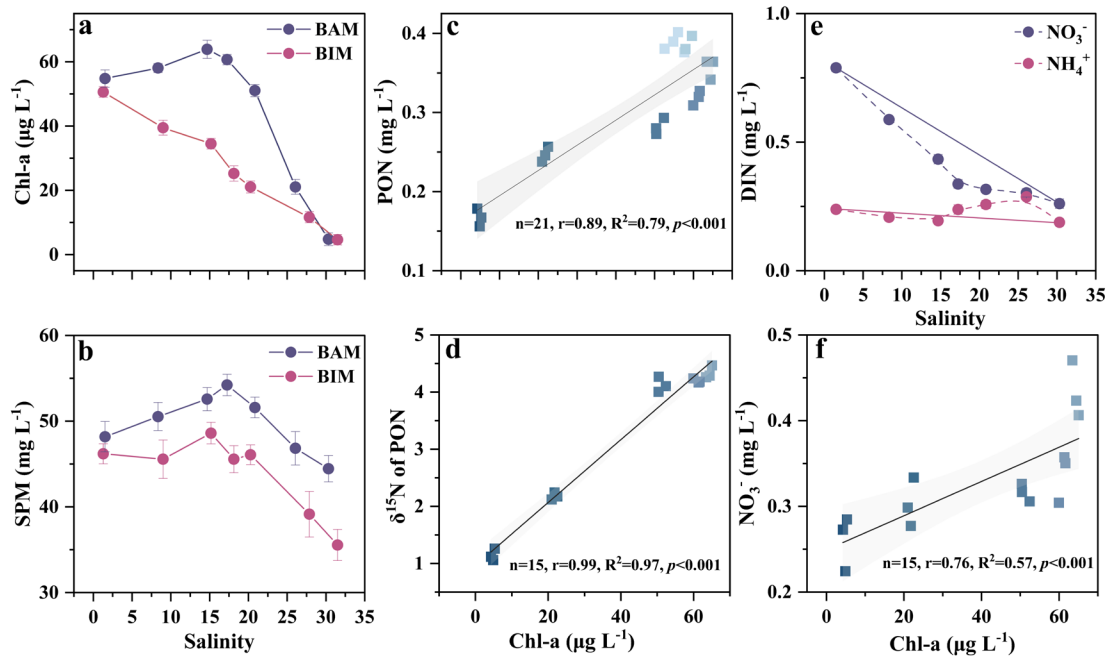 a
BAM
BIM
60
40
20
0
Chl-a (μg L⁻¹)
c
0.4
0.3
0.2
0.1
PON (mg L⁻¹)
n=21, r=0.89, R²=0.79, p<0.001
e
NO₃⁻
NH₄⁺
1.0
0.5
0.0
DIN (mg L⁻¹)
0 5 10 15 20 25 30 35
Salinity
b
BAM
BIM
60
50
40
30
SPM (mg L⁻¹)
0 5 10 15 20 25 30 35
Salinity
d
5
4
3
2
1
δ¹⁵N of PON
n=15, r=0.99, R²=0.97, p<0.001
0 20 40 60
Chl-a (μg L⁻¹)
f
0.5
0.4
0.3
0.2
NO₃⁻ (mg L⁻¹)
n=15, r=0.76, R²=0.57, p<0.001
0 20 40 60
Chl-a (μg L⁻¹)